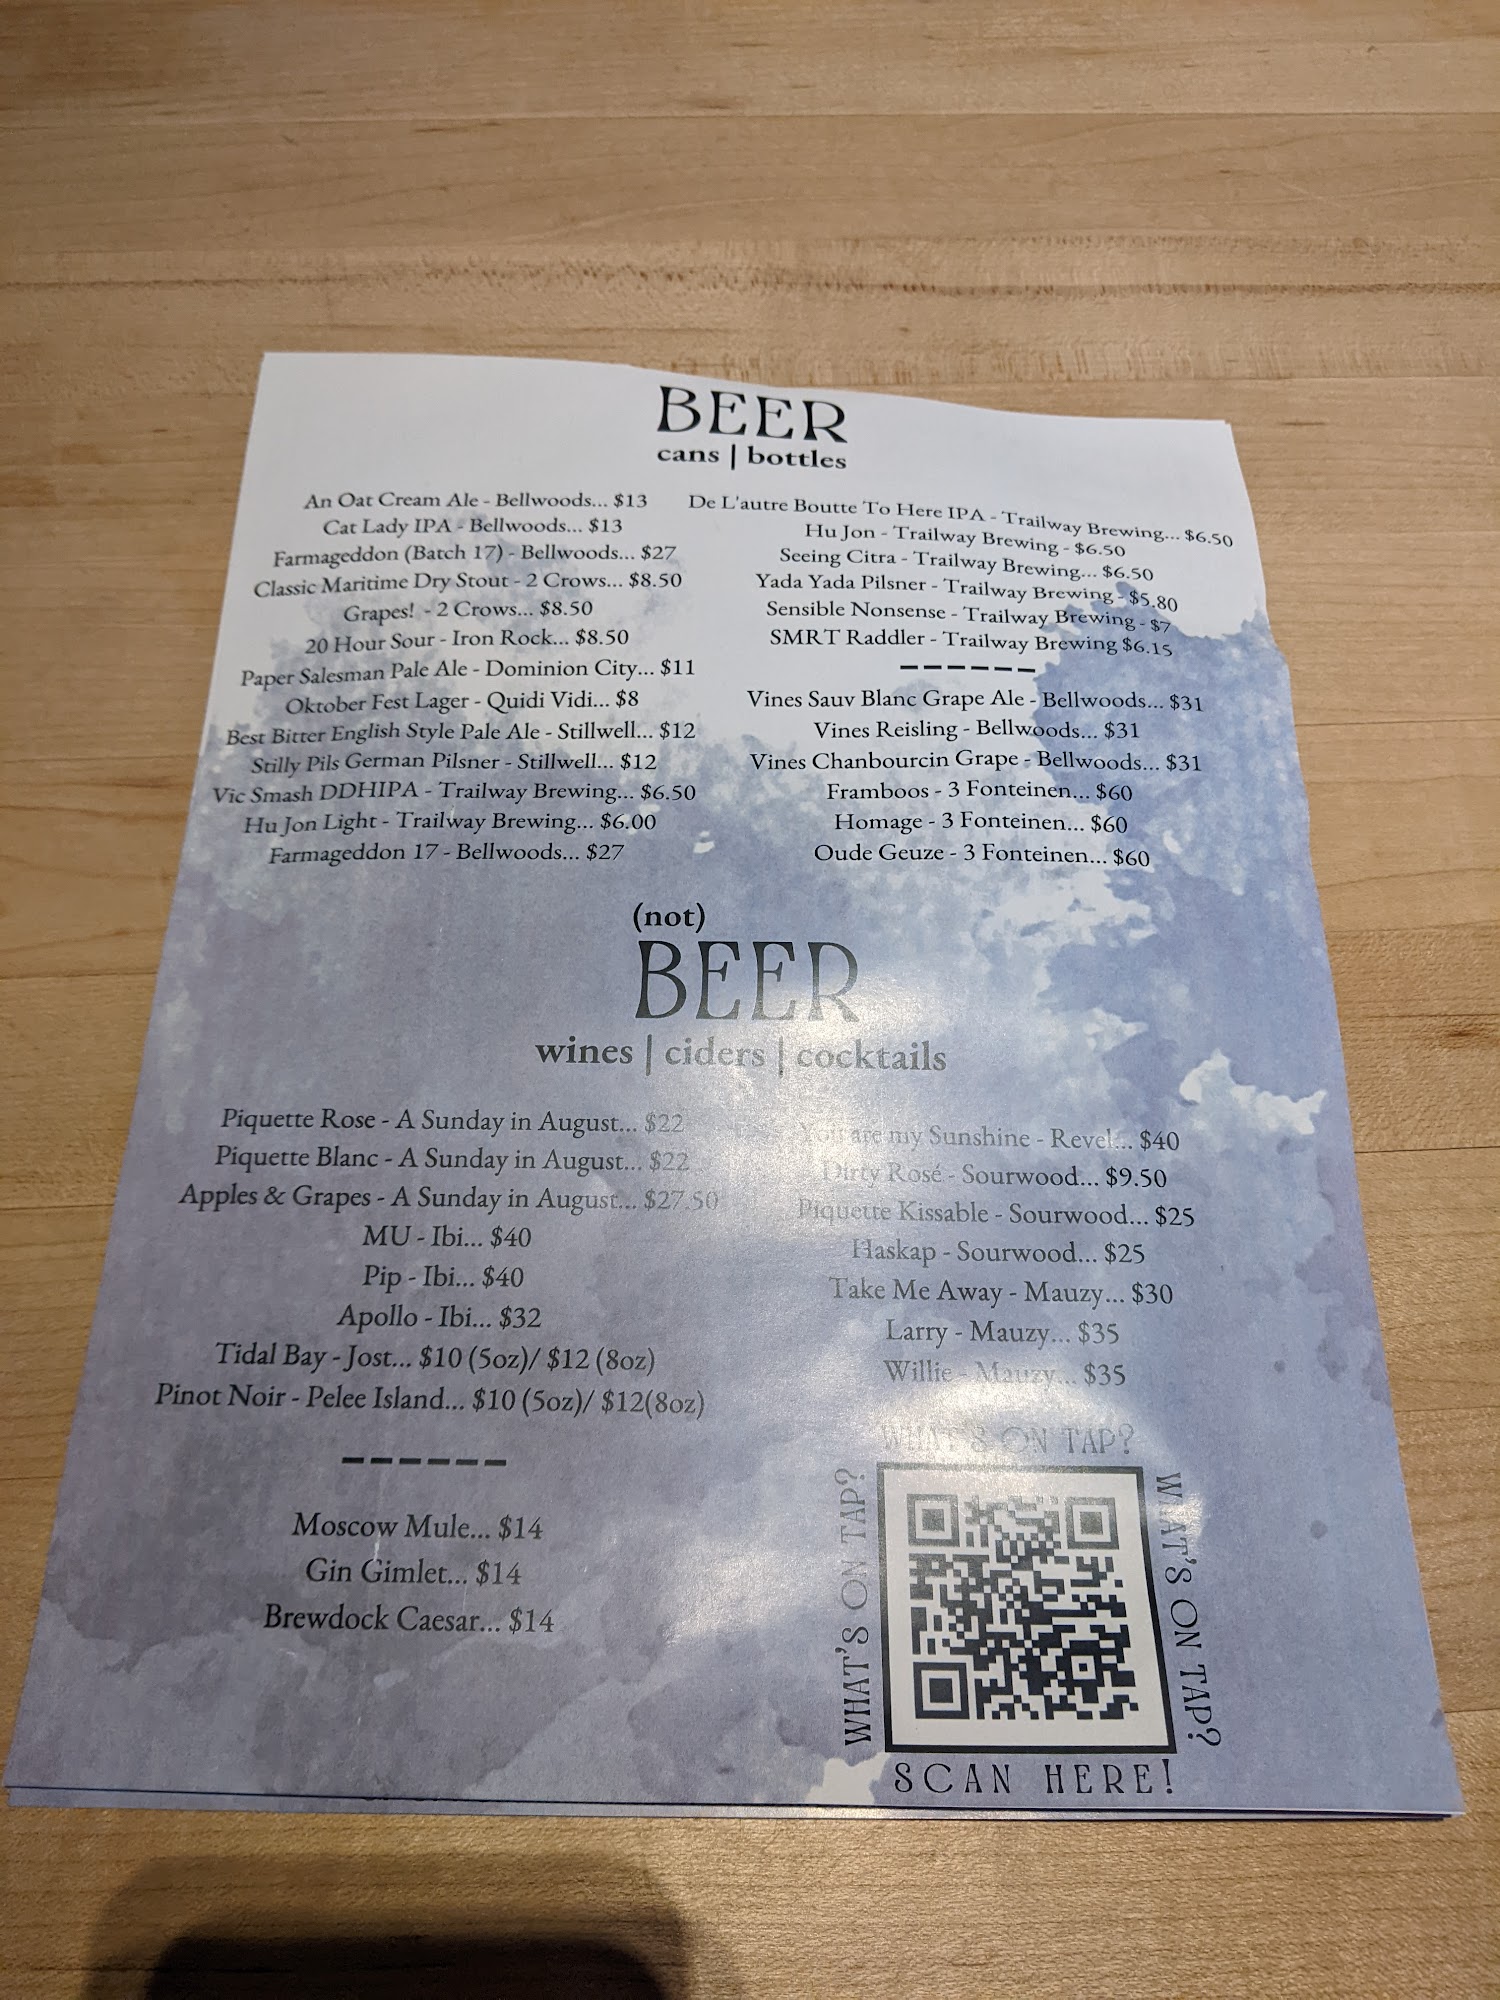 BEER
cans | bottles
An Oat Cream Ale - Bellwoods... $13
Cat Lady IPA - Bellwoods... $13
Farmageddon (Batch 17) - Bellwoods... $27
Classic Maritime Dry Stout - 2 Crows... $8.50
Grapes! - 2 Crows... $8.50
20 Hour Sour - Iron Rock... $8.50
Paper Salesman Pale Ale - Dominion City... $11
Oktober Fest Lager - Quidi Vidi... $8
Best Bitter English Style Pale Ale - Stillwell... $12
Stilly Pils German Pilsner - Stillwell... $12
Vic Smash DDHIPA - Trailway Brewing... $6.50
Hu Jon Light - Trailway Brewing... $6.00
Farmageddon 17 - Bellwoods... $27
De L'autre Boutte To Here IPA - Trailway Brewing... $6.50
Hu Jon - Trailway Brewing - $6.50
Seeing Citra - Trailway Brewing... $6.50
Yada Yada Pilsner - Trailway Brewing - $5.80
Sensible Nonsense - Trailway Brewing - $7
SMRT Raddler - Trailway Brewing $6.15
------
Vines Sauv Blanc Grape Ale - Bellwoods... $31
Vines Reisling - Bellwoods... $31
Vines Chanbourcin Grape - Bellwoods... $31
Framboos - 3 Fonteinen... $60
Homage - 3 Fonteinen... $60
Oude Geuze - 3 Fonteinen... $60
(not)
BEER
wines | ciders | cocktails
Piquette Rose - A Sunday in August... $22
Piquette Blanc - A Sunday in August... $22
Apples & Grapes - A Sunday in August... $27.50
MU - Ibi... $40
Pip - Ibi... $40
Apollo - Ibi... $32
Tidal Bay - Jost... $10 (5oz)/ $12 (8oz)
Pinot Noir - Pelee Island... $10 (5oz)/ $12(8oz)
------
Moscow Mule... $14
Gin Gimlet... $14
Brewdock Caesar... $14
You are my Sunshine - Revel... $40
Dirty Rosé - Sourwood... $9.50
Piquette Kissable - Sourwood... $25
Haskap - Sourwood... $25
Take Me Away - Mauzy... $30
Larry - Mauzy... $35
Willie - Mauzy... $35
WHAT'S ON TAP?
WHAT'S ON TAP?
WHAT'S ON TAP?
SCAN HERE!